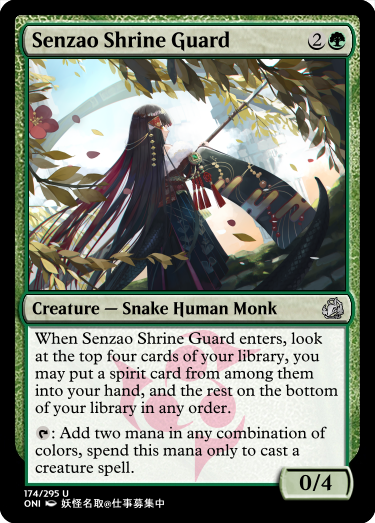 Senzao Shrine Guard 2
Creature — Snake Human Monk
When Senzao Shrine Guard enters, look
at the top four cards of your library, you
may put a spirit card from among them
into your hand, and the rest on the bottom
of your library in any order.
: Add two mana in any combination of
colors, spend this mana only to cast a
creature spell.
0/4
174/295 U
ONI 妖怪名取@仕事募集中